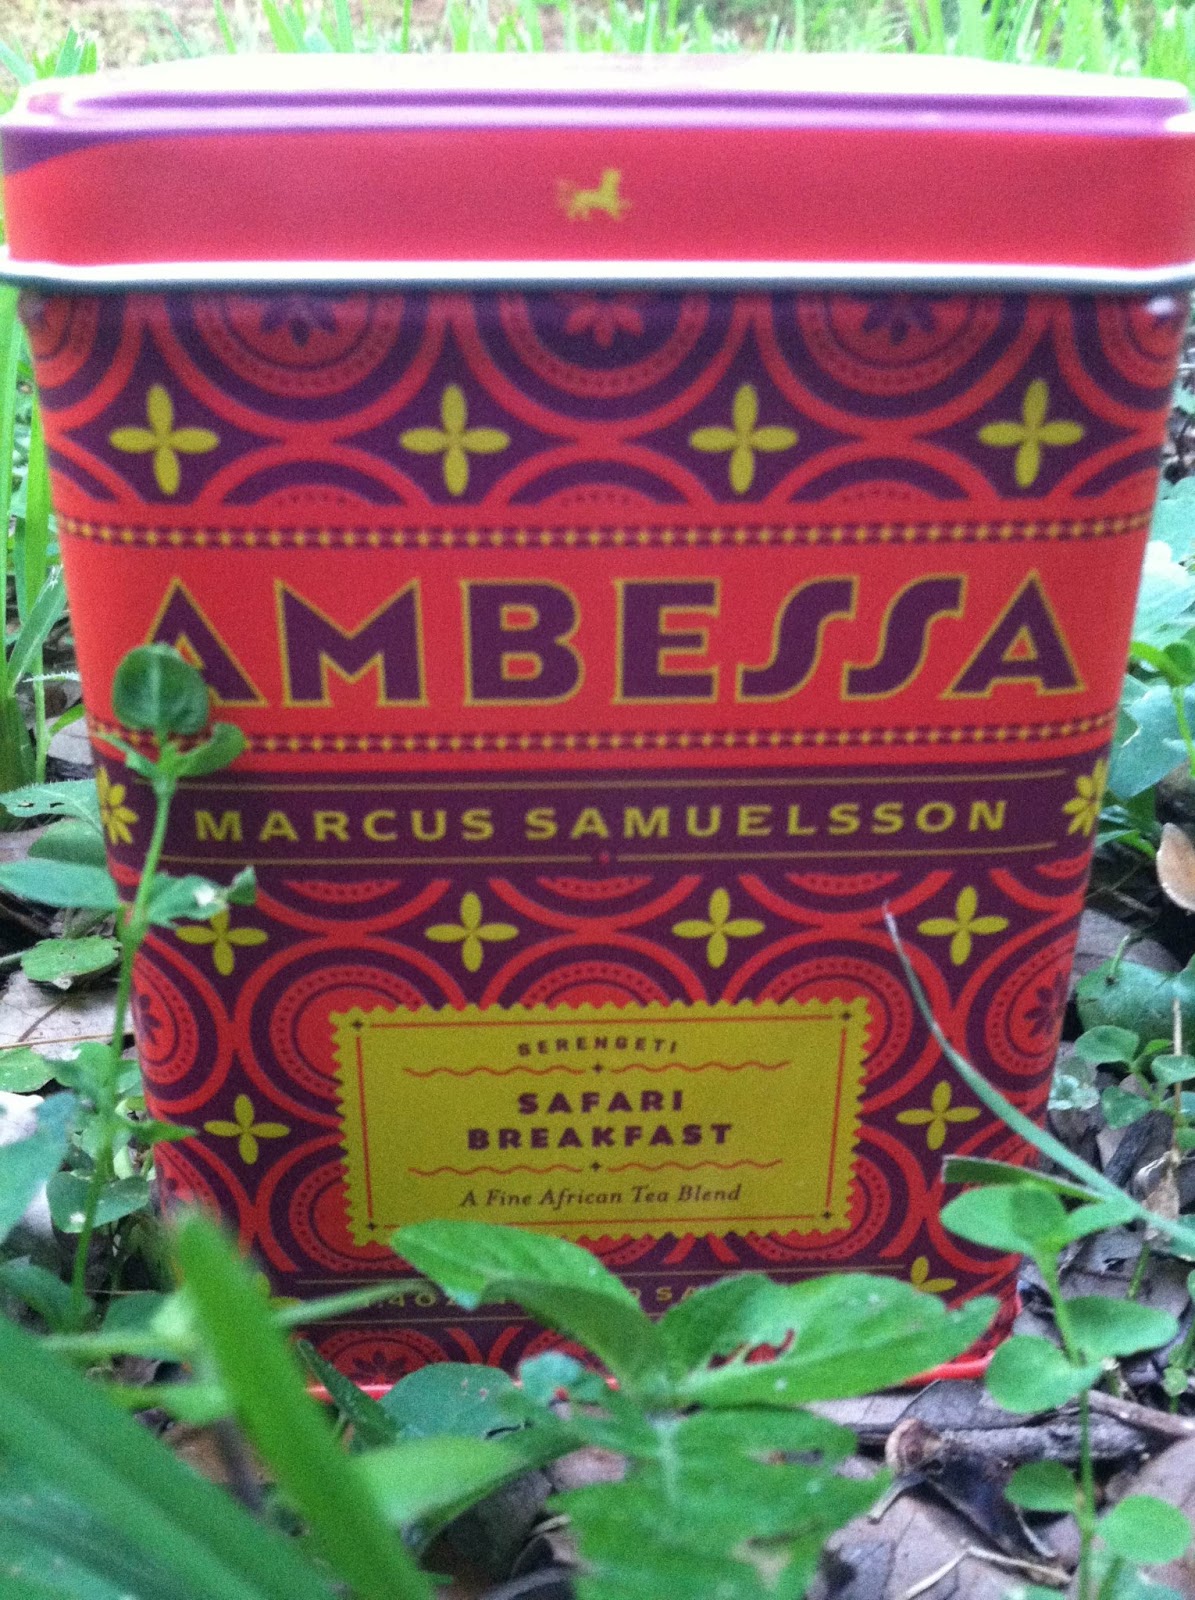 AMBESSA
MARCUS SAMUELSSON
SERENGETI
SAFARI
BREAKFAST
A Fine African Tea Blend